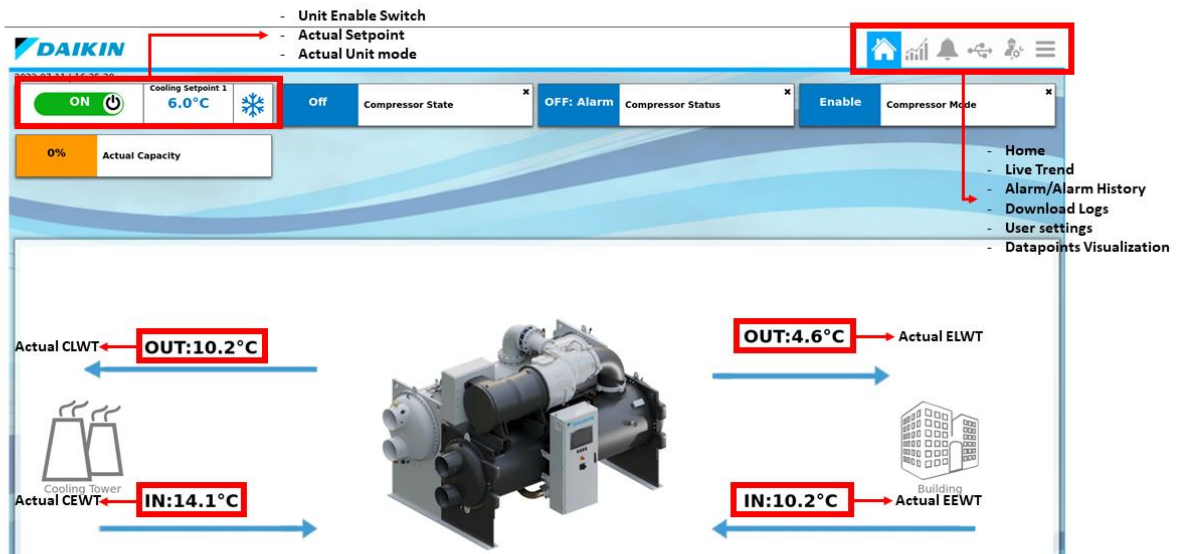 - Unit Enable Switch
- Actual Setpoint
- Actual Unit mode
DAIKIN
ON
Cooling Setpoint 1
6.0°C
Off
Compressor State
OFF: Alarm
Compressor Status
Enable
Compressor Mode
0%
Actual Capacity
- Home
- Live Trend
- Alarm/Alarm History
- Download Logs
- User settings
- Datapoints Visualization
Actual CLWT
OUT:10.2°C
OUT:4.6°C
Actual ELWT
DAIKIN
Cooling Tower
Building
Actual CEWT
IN:14.1°C
IN:10.2°C
Actual EEWT